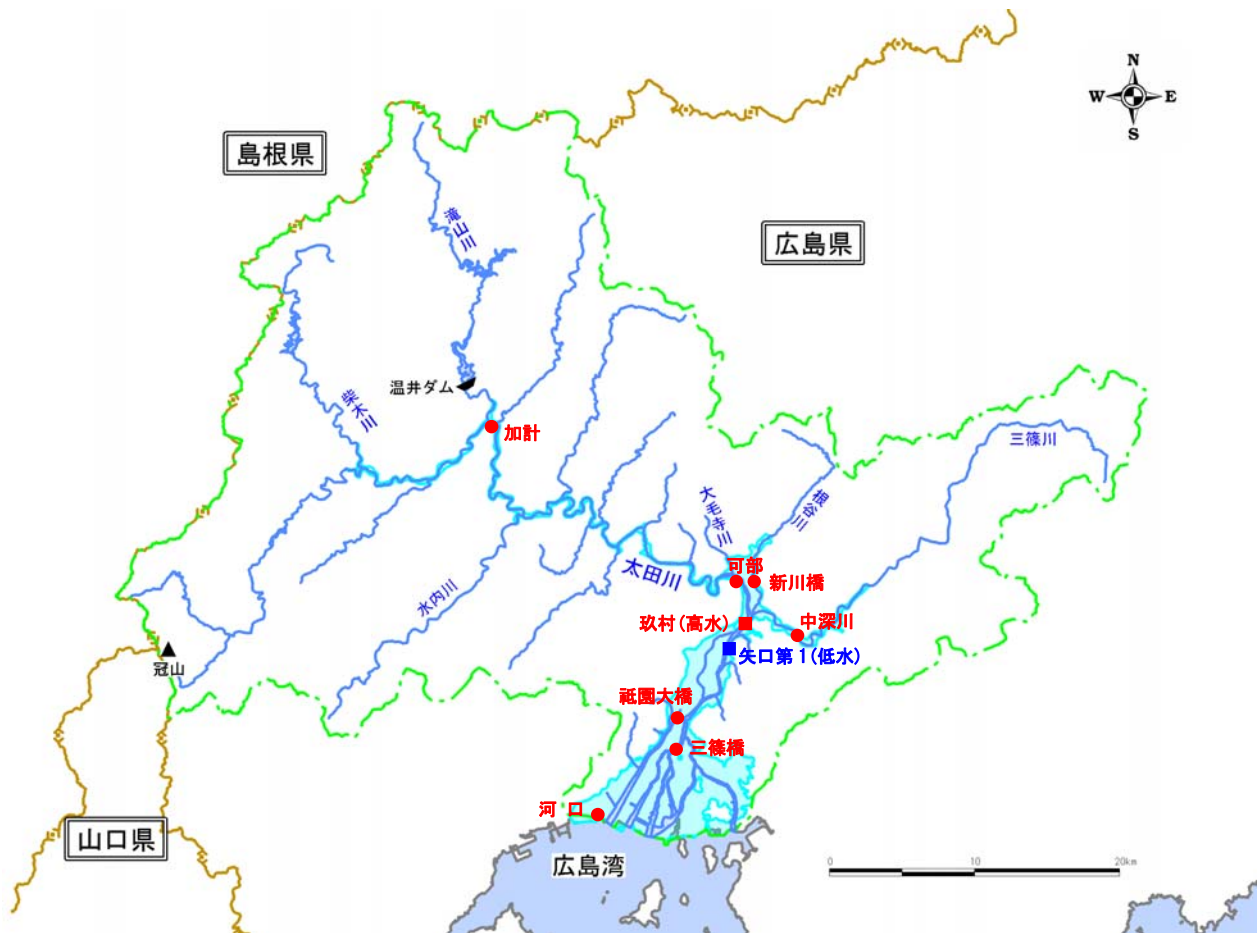 N
W
E
S
島根県
広島県
滝山川
温井ダム
柴木川
加計
三篠川
根谷川
大毛寺川
太田川
可部
新川橋
水内川
玖村(高水)
中深川
矢口第1(低水)
冠山
祇園大橋
三篠橋
河 口
山口県
広島湾
0
10
20km